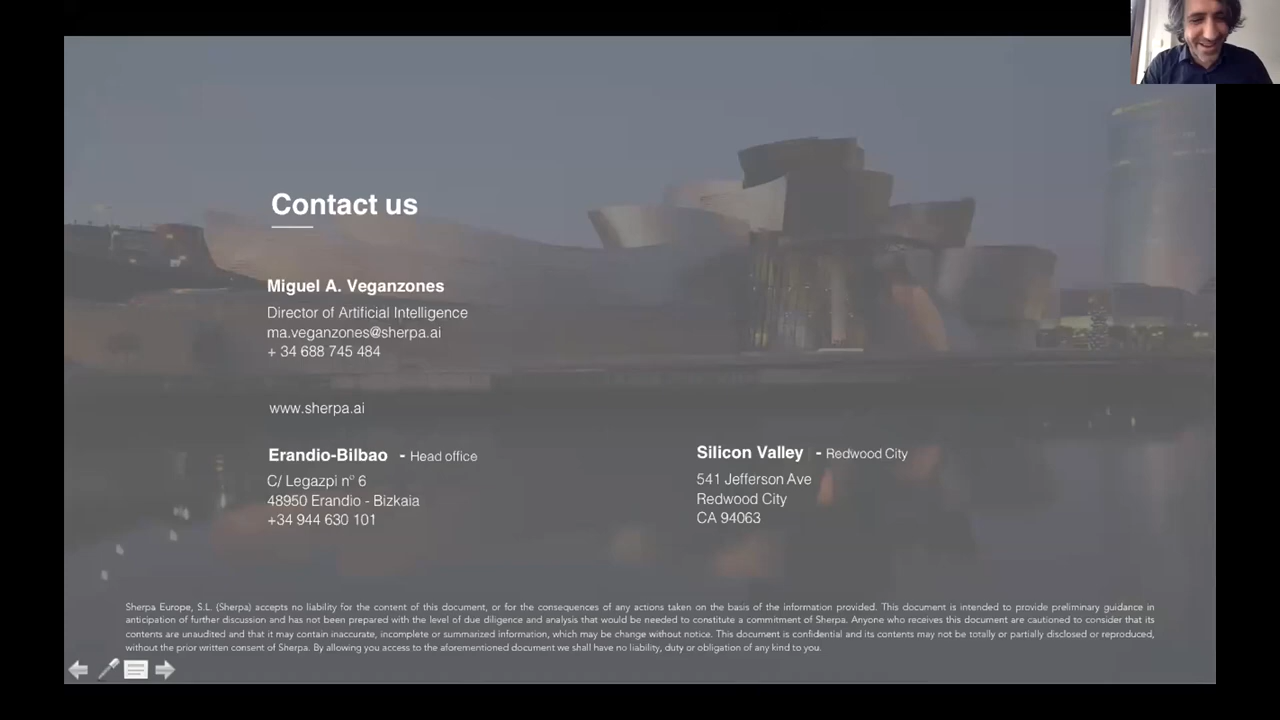 Contact us
Miguel A. Veganzones
Director of Artificial Intelligence
ma.veganzones@sherpa.ai
+ 34 688 745 484
www.sherpa.ai
Erandio-Bilbao - Head office
C/ Legazpi nº 6
48950 Erandio - Bizkaia
+34 944 630 101
Silicon Valley - Redwood City
541 Jefferson Ave
Redwood City
CA 94063
Sherpa Europe, S.L. (Sherpa) accepts no liability for the content of this document, or for the consequences of any actions taken on the basis of the information provided. This document is intended to provide preliminary guidance in
anticipation of further discussion and has not been prepared with the level of due diligence and analysis that would be needed to constitute a commitment of Sherpa. Anyone who receives this document are cautioned to consider that its
contents are unaudited and that it may contain inaccurate, incomplete or summarized information, which may be change without notice. This document is confidential and its contents may not be totally or partially disclosed or reproduced,
without the prior written consent of Sherpa. By allowing you access to the aforementioned document we shall have no liability, duty or obligation of any kind to you.